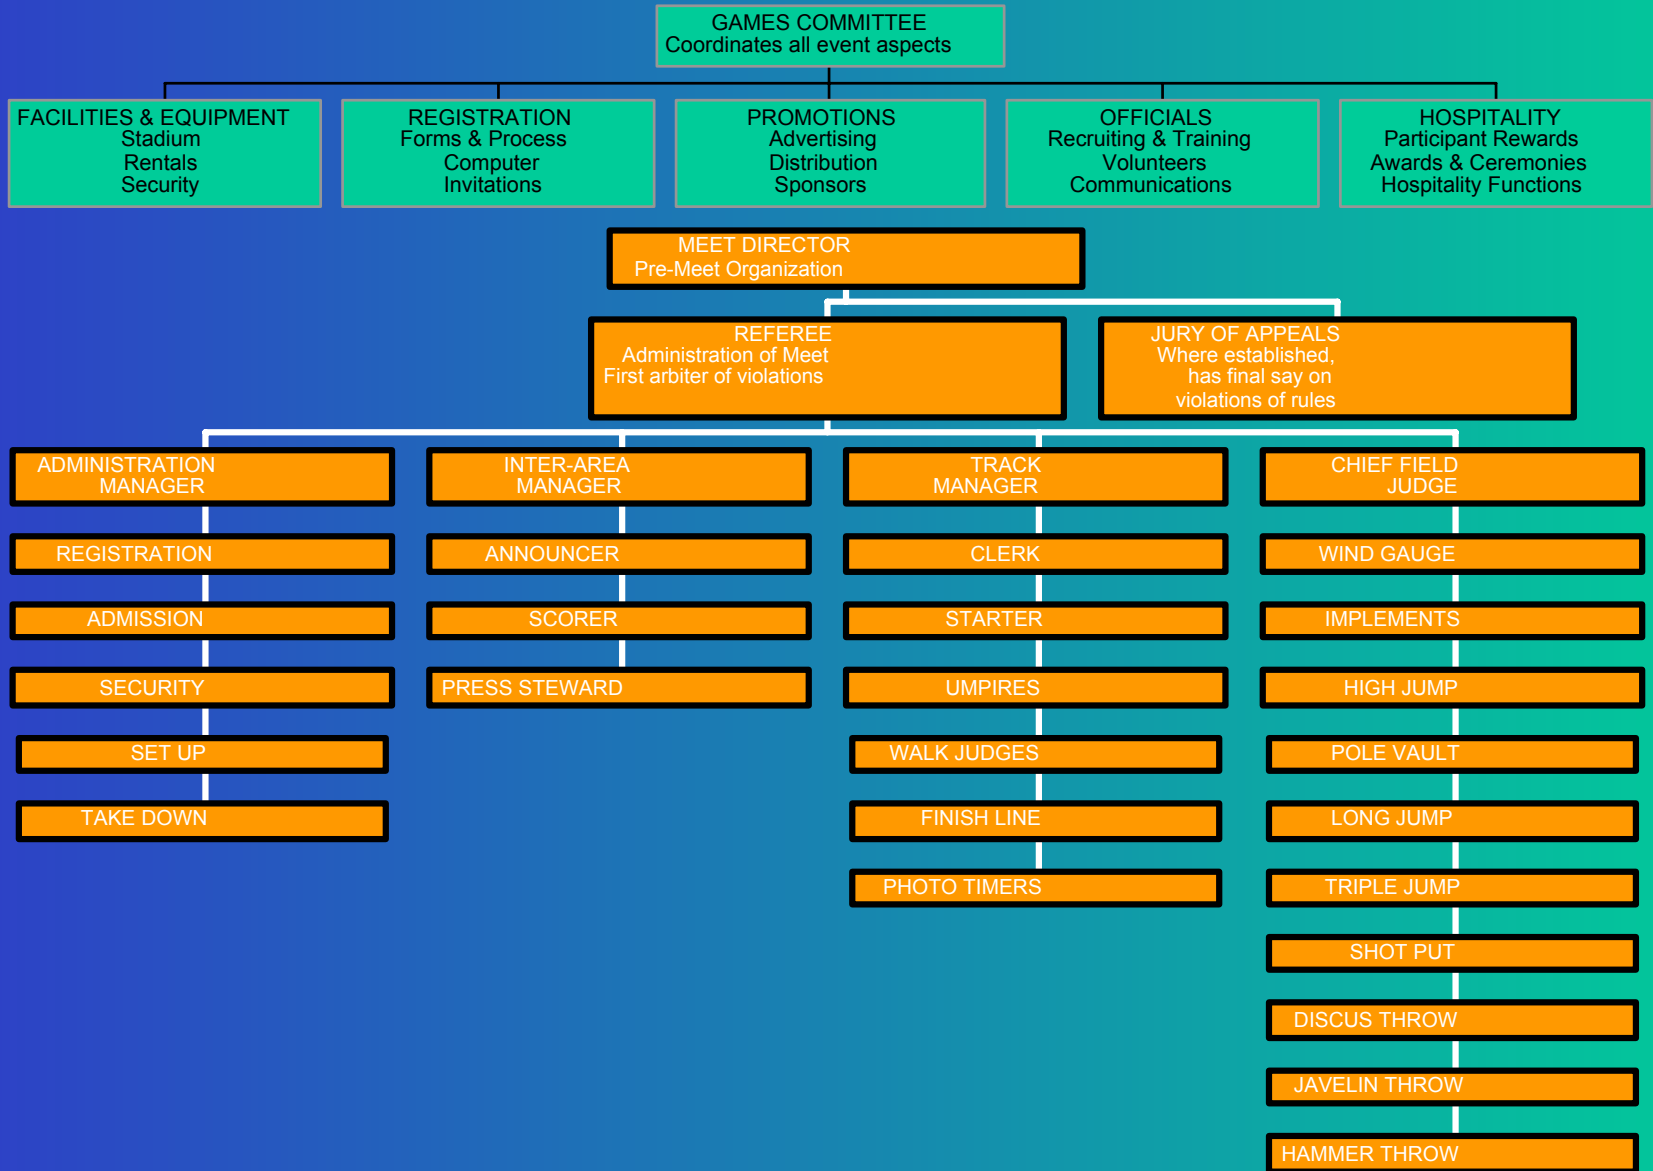 GAMES COMMITTEE
Coordinates all event aspects
FACILITIES & EQUIPMENT
Stadium
Rentals
Security
REGISTRATION
Forms & Process
Computer
Invitations
PROMOTIONS
Advertising
Distribution
Sponsors
OFFICIALS
Recruiting & Training
Volunteers
Communications
HOSPITALITY
Participant Rewards
Awards & Ceremonies
Hospitality Functions
MEET DIRECTOR
Pre-Meet Organization
REFEREE
Administration of Meet
First arbiter of violations
JURY OF APPEALS
Where established,
has final say on
violations of rules
ADMINISTRATION
MANAGER
REGISTRATION
ADMISSION
SECURITY
SET UP
TAKE DOWN
INTER-AREA
MANAGER
ANNOUNCER
SCORER
PRESS STEWARD
TRACK
MANAGER
CLERK
STARTER
UMPIRES
WALK JUDGES
FINISH LINE
PHOTO TIMERS
CHIEF FIELD
JUDGE
WIND GAUGE
IMPLEMENTS
HIGH JUMP
POLE VAULT
LONG JUMP
TRIPLE JUMP
SHOT PUT
DISCUS THROW
JAVELIN THROW
HAMMER THROW